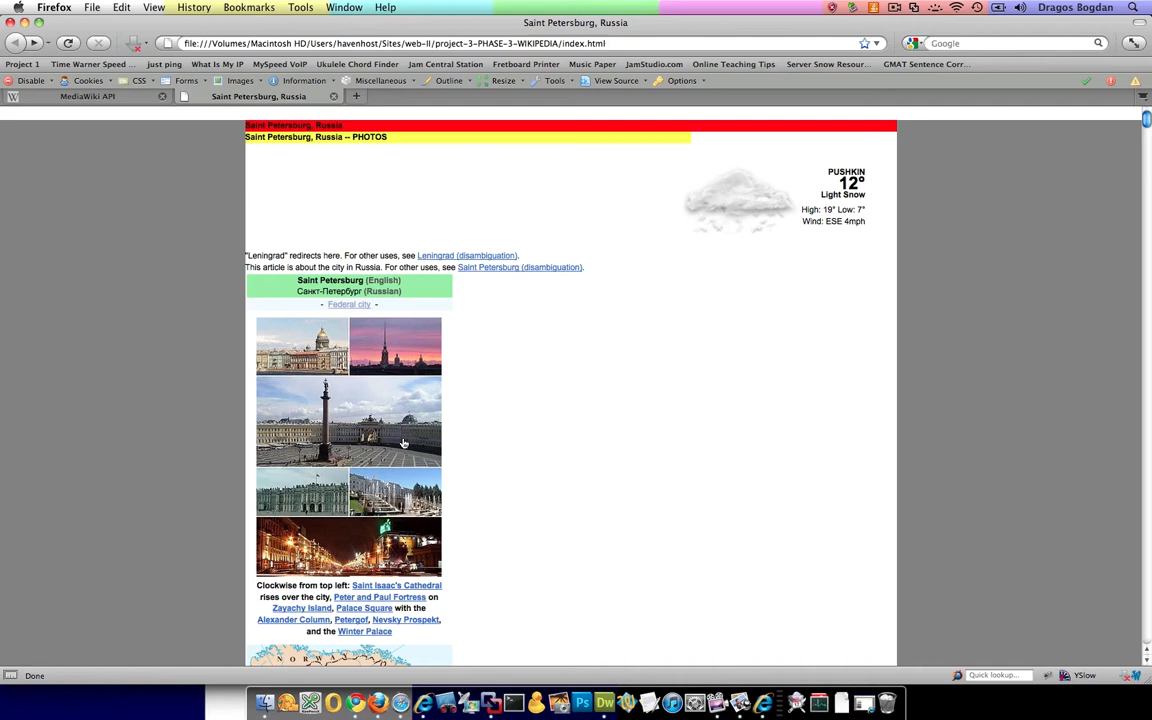 Firefox File Edit View History Bookmarks Tools Window Help Dragos Bogdan
Saint Petersburg, Russia
file:///Volumes/Macintosh HD/Users/havenhost/Sites/web-II/project-3-PHASE-3-WIKIPEDIA/index.html
Google
Project 1 Time Warner Speed ... just ping What Is My IP MySpeed VoIP Ukulele Chord Finder Jam Central Station Fretboard Printer Music Paper JamStudio.com Online Teaching Tips Server Snow Resour... GMAT Sentence Corr...
Disable Cookies CSS Forms Images Information Miscellaneous Outline Resize Tools View Source Options
MediaWiki API Saint Petersburg, Russia
Saint Petersburg, Russia
Saint Petersburg, Russia -- PHOTOS
PUSHKIN
12°
Light Snow
High: 19° Low: 7°
Wind: ESE 4mph
"Leningrad" redirects here. For other uses, see Leningrad (disambiguation).
This article is about the city in Russia. For other uses, see Saint Petersburg (disambiguation).
Saint Petersburg (English)
Санкт-Петербург (Russian)
- Federal city -
Clockwise from top left: Saint Isaac's Cathedral
rises over the city, Peter and Paul Fortress on
Zayachy Island, Palace Square with the
Alexander Column, Petergof, Nevsky Prospekt,
and the Winter Palace
NORWAY
Done Quick lookup... YSlow
Ps Dw